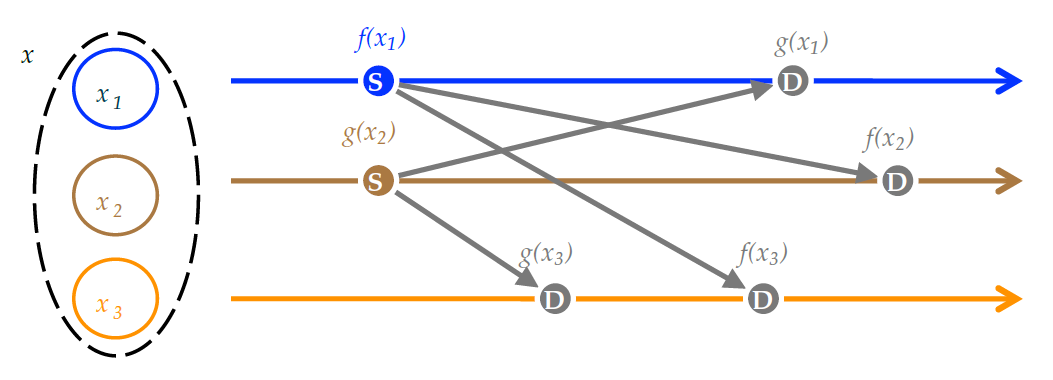 x
x₁
x₂
x₃
f(x₁)
S
g(x₁)
D
g(x₂)
S
f(x₂)
D
g(x₃)
D
f(x₃)
D